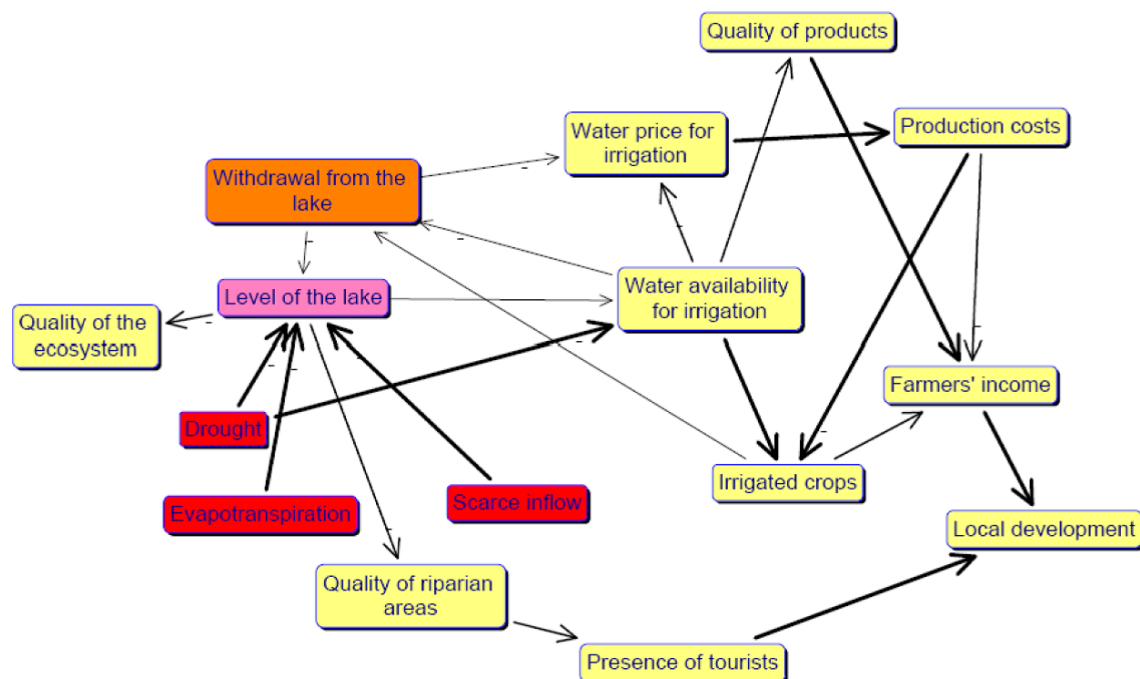 Quality of products
Water price for
irrigation
Production costs
Withdrawal from the
lake
Level of the lake
Water availability
for irrigation
Quality of the
ecosystem
Farmers' income
Drought
Irrigated crops
Evapotranspiration
Scarce inflow
Local development
Quality of riparian
areas
Presence of tourists